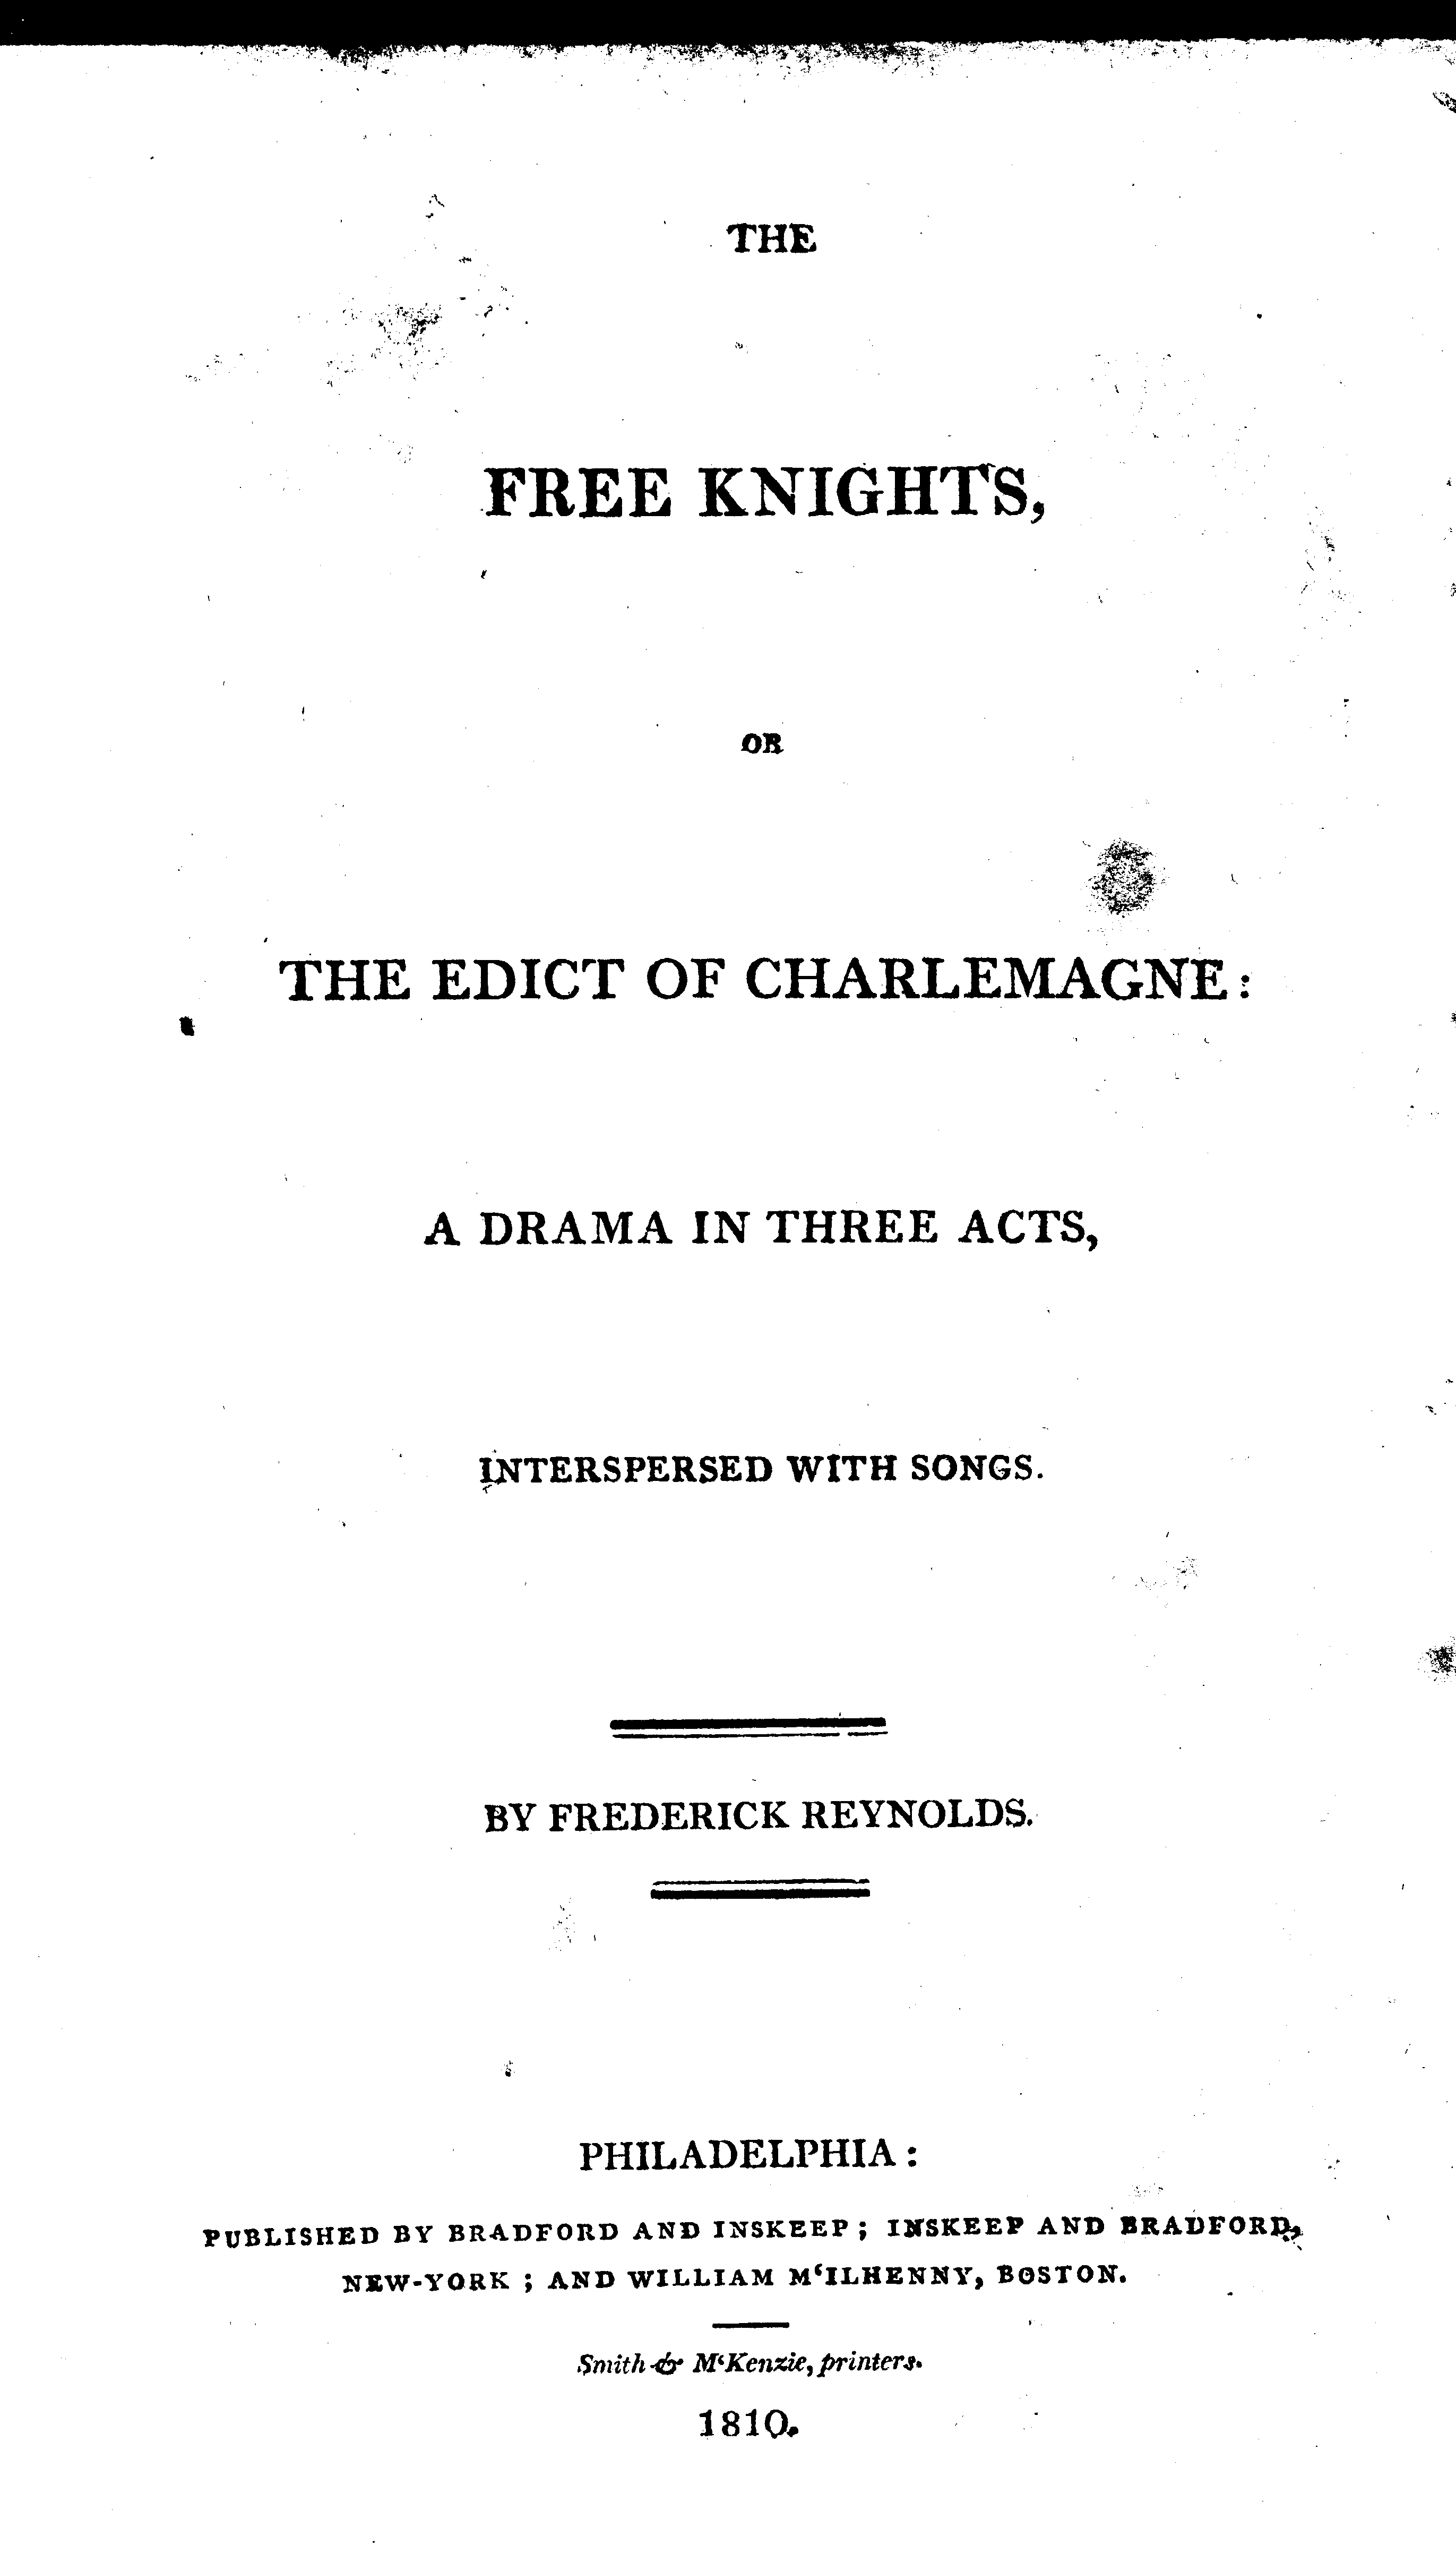 THE
FREE KNIGHTS,
OR
THE EDICT OF CHARLEMAGNE:
A DRAMA IN THREE ACTS,
INTERSPERSED WITH SONGS.
BY FREDERICK REYNOLDS.
PHILADELPHIA:
PUBLISHED BY BRADFORD AND INSKEEP; INSKEEP AND BRADFORD,
NEW-YORK; AND WILLIAM M‘ILHENNY, BOSTON.
Smith & M‘Kenzie, printers.
1810.